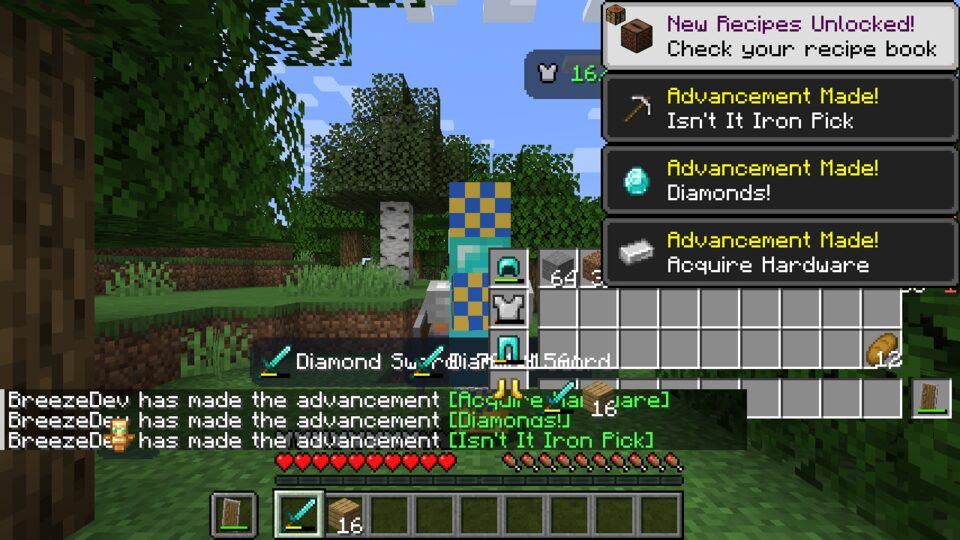 New Recipes Unlocked!
Check your recipe book
16.
Advancement Made!
Isn't It Iron Pick
Advancement Made!
Diamonds!
Advancement Made!
Acquire Hardware
64
12
Diamond Sword
BreezeDev has made the advancement [Acquire Hardware]
16
BreezeDev has made the advancement [Diamonds!]
BreezeDev has made the advancement [Isn't It Iron Pick]
16